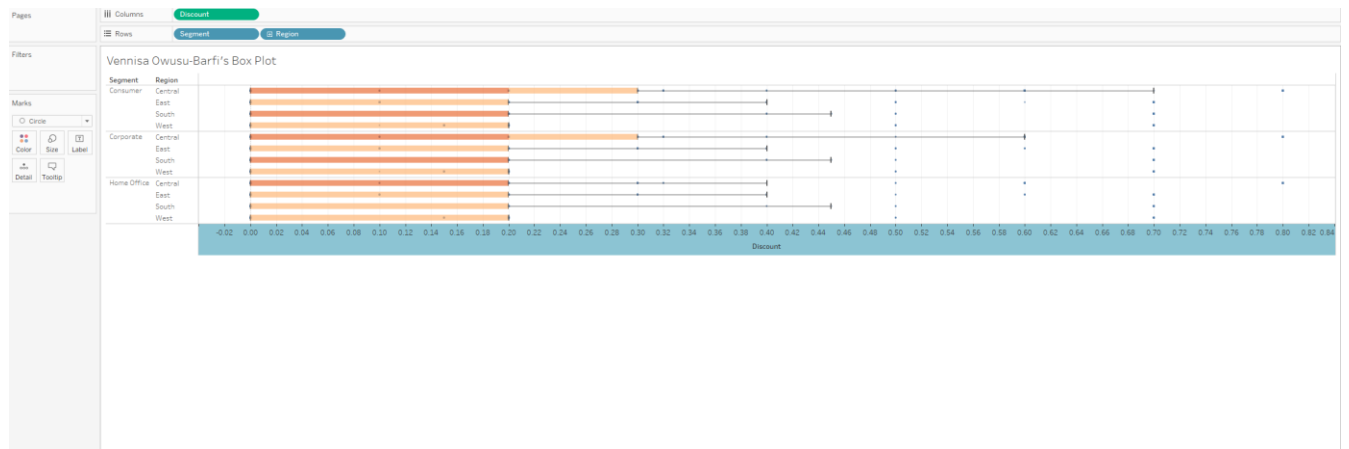 Pages
Columns
Discount
Rows
Segment
Region
Filters
Vennisa Owusu-Barfi's Box Plot
Segment Region
Consumer Central
East
South
West
Corporate Central
East
South
West
Home Office Central
East
South
West
Marks
Circle
Color Size Label
Detail Tooltip
-0.02 0.00 0.02 0.04 0.06 0.08 0.10 0.12 0.14 0.16 0.18 0.20 0.22 0.24 0.26 0.28 0.30 0.32 0.34 0.36 0.38 0.40 0.42 0.44 0.46 0.48 0.50 0.52 0.54 0.56 0.58 0.60 0.62 0.64 0.66 0.68 0.70 0.72 0.74 0.76 0.78 0.80 0.82 0.84
Discount